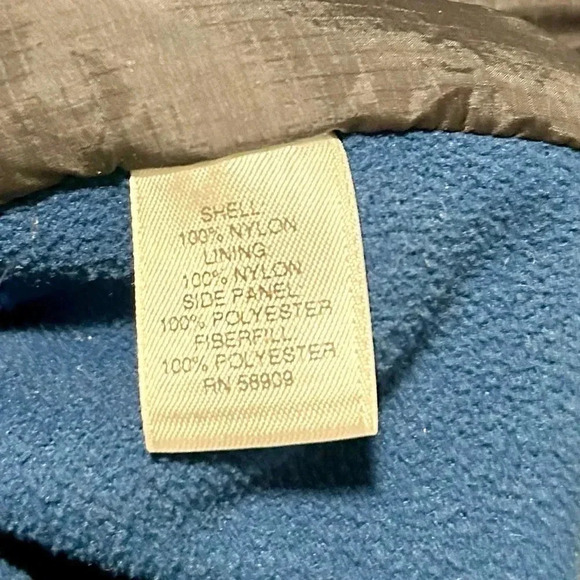 SHELL:
100% NYLON
LINING:
100% NYLON
SIDE PANEL:
100% POLYESTER
FIBERFILL:
100% POLYESTER
RN 58909